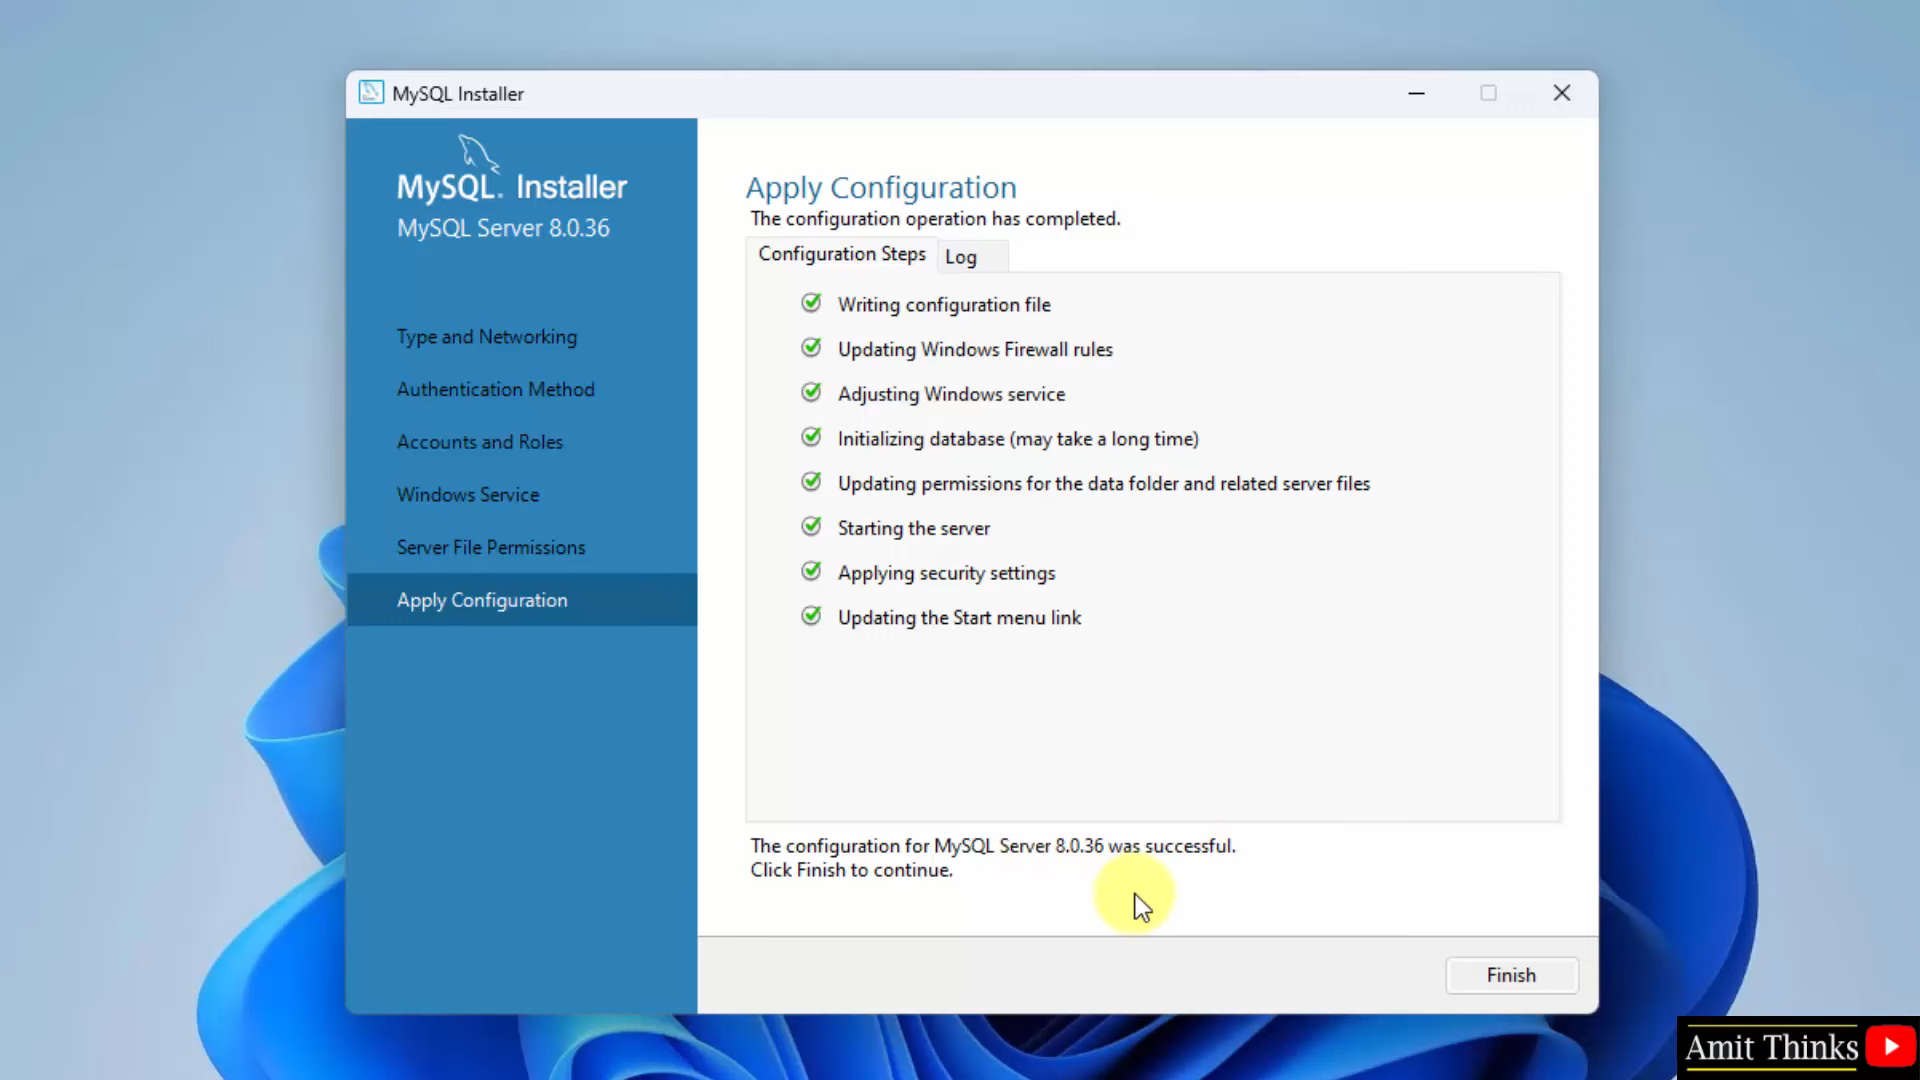 MySQL Installer
MySQL. Installer
MySQL Server 8.0.36
Type and Networking
Authentication Method
Accounts and Roles
Windows Service
Server File Permissions
Apply Configuration
Apply Configuration
The configuration operation has completed.
Configuration Steps
Log
Writing configuration file
Updating Windows Firewall rules
Adjusting Windows service
Initializing database (may take a long time)
Updating permissions for the data folder and related server files
Starting the server
Applying security settings
Updating the Start menu link
The configuration for MySQL Server 8.0.36 was successful.
Click Finish to continue.
Finish
Amit Thinks